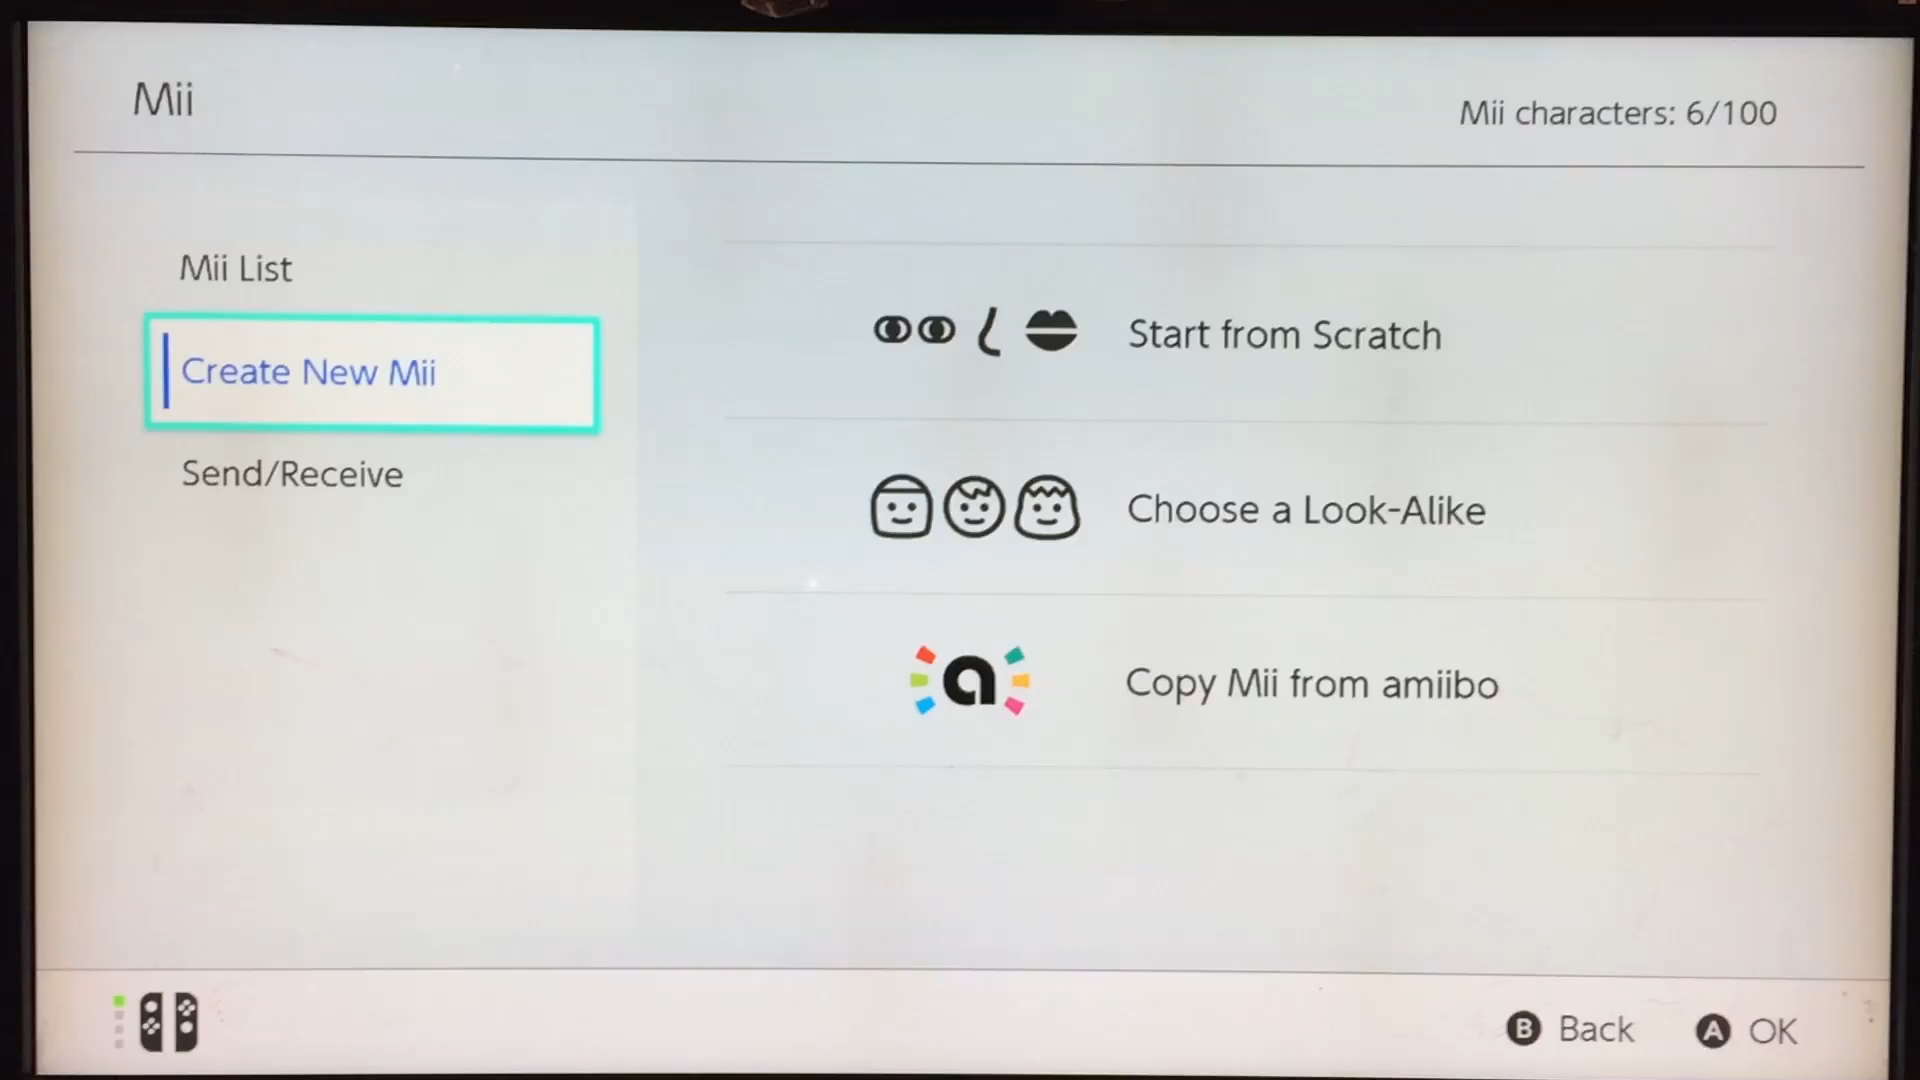 Mii
Mii characters: 6/100
Mii List
Create New Mii
Send/Receive
Start from Scratch
Choose a Look-Alike
a
Copy Mii from amiibo
B Back
A OK